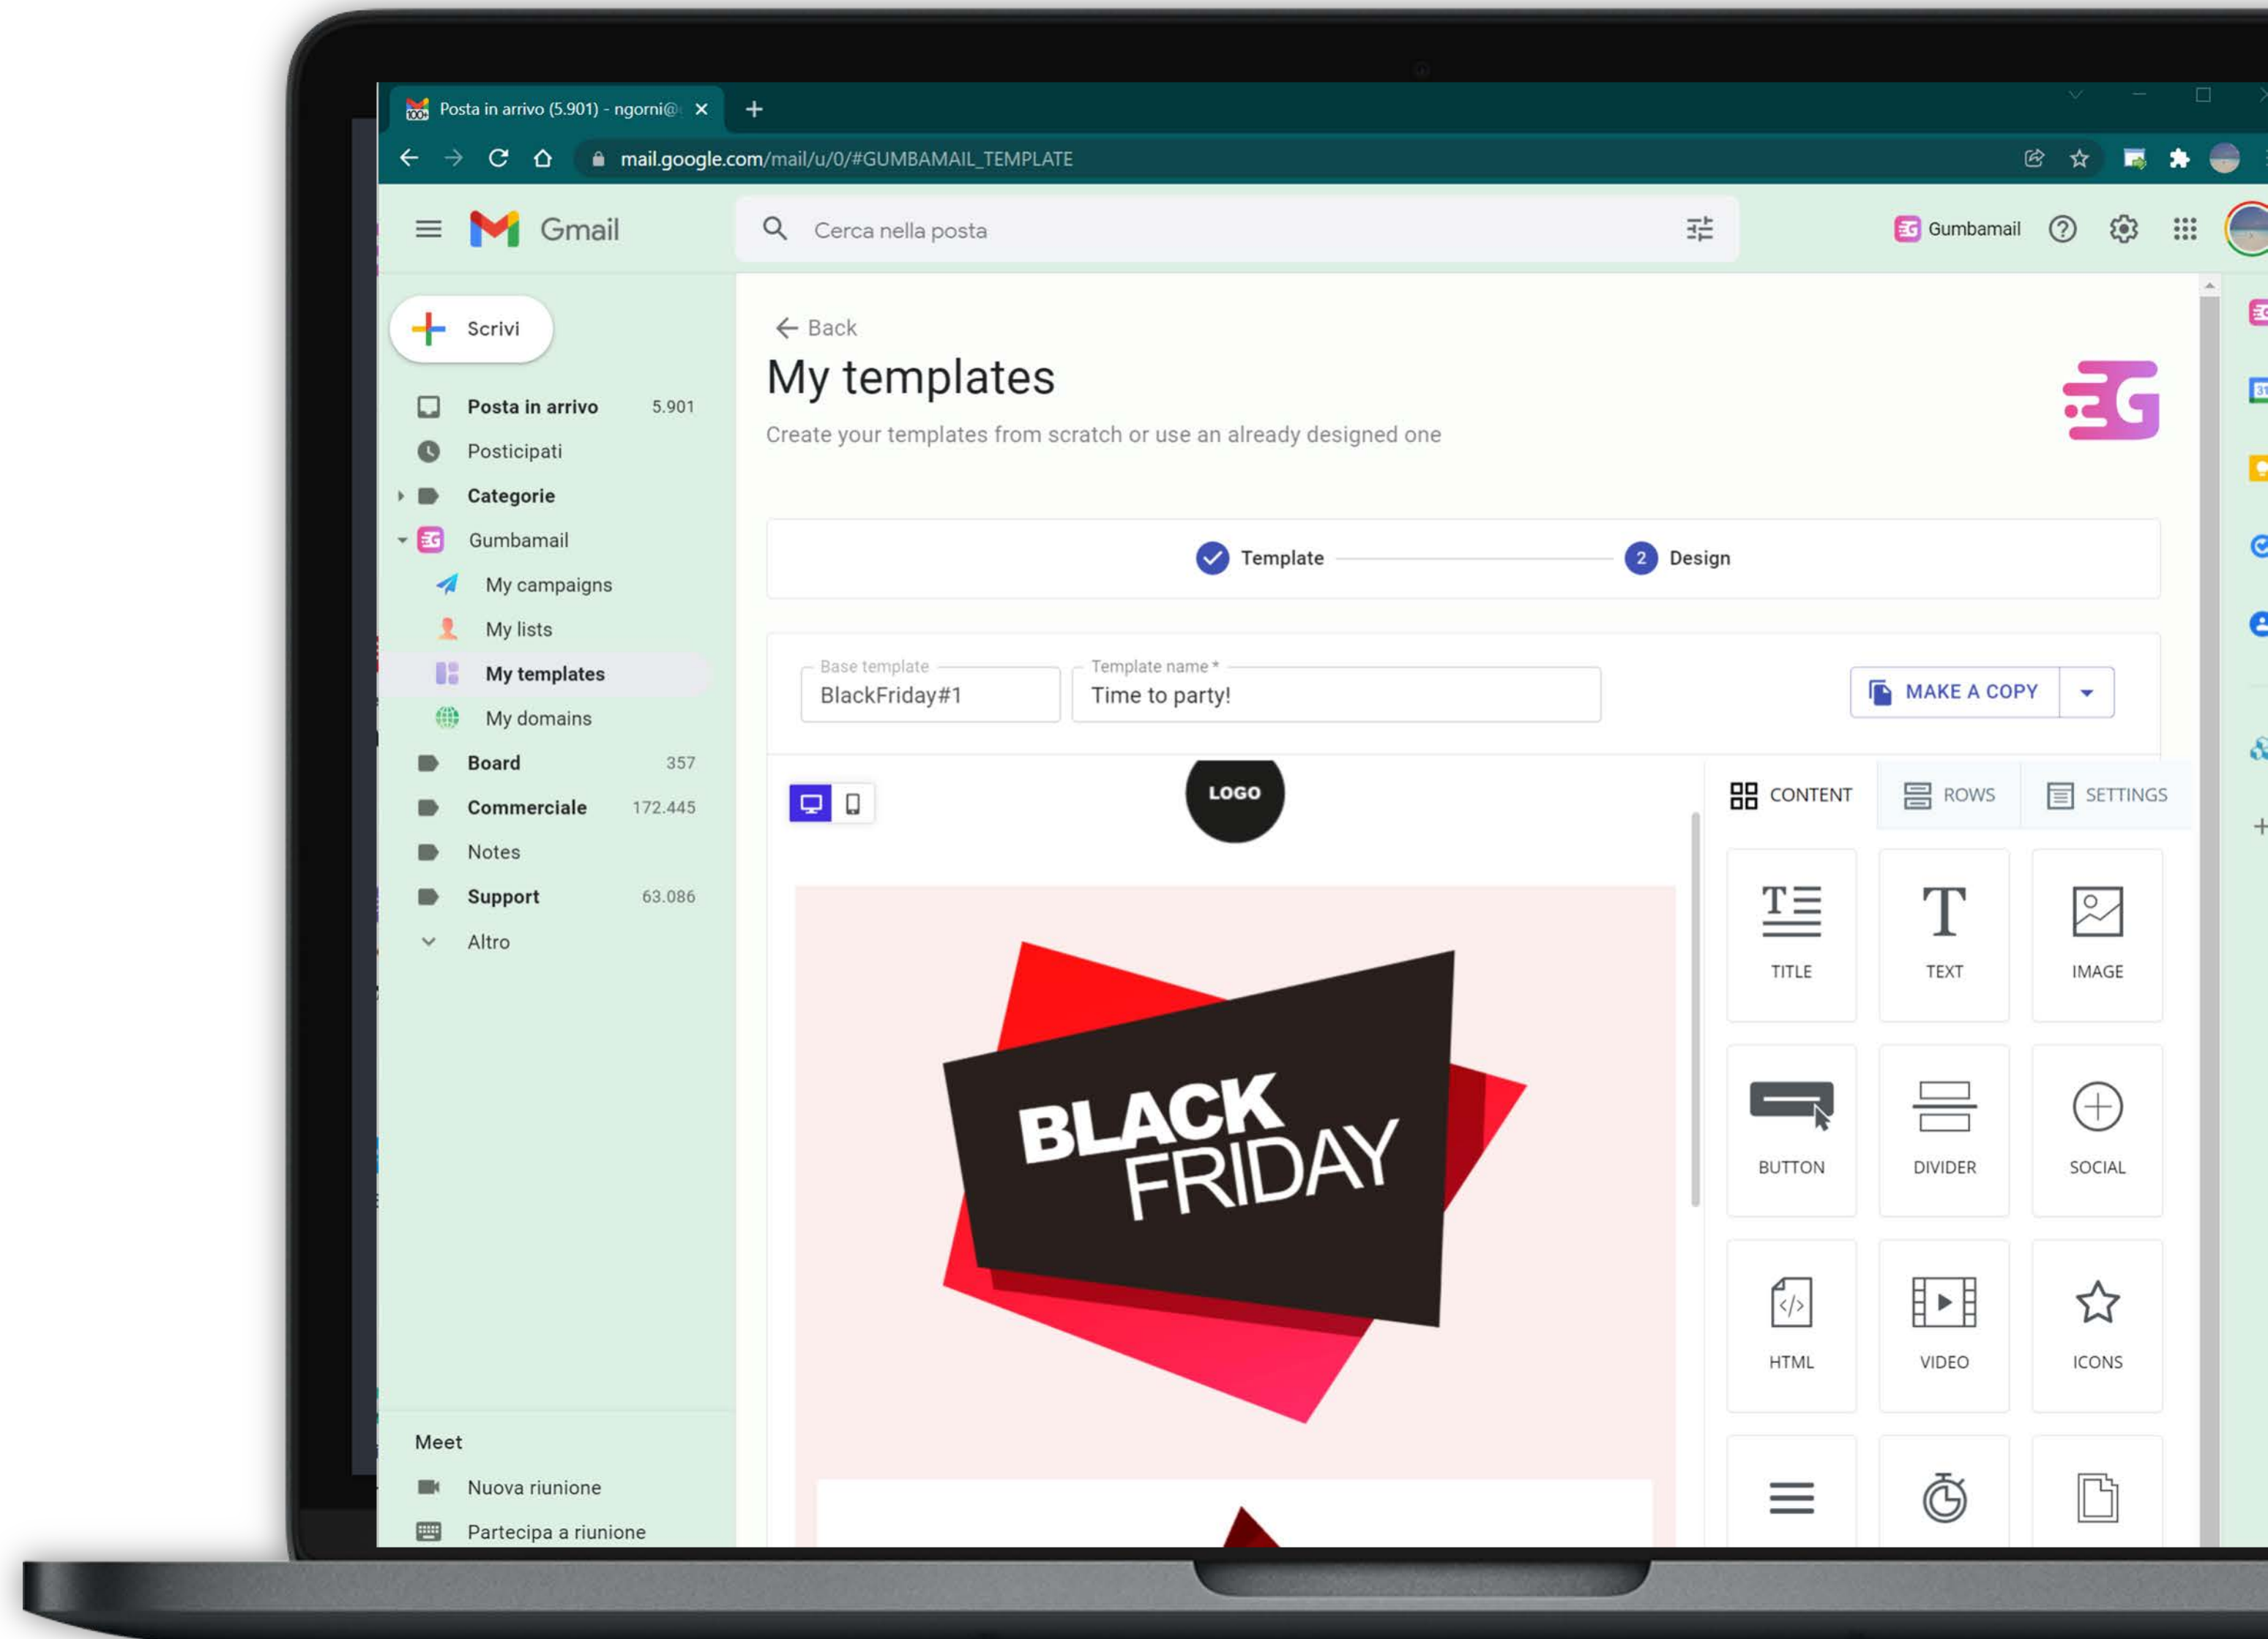 100+ Posta in arrivo (5.901) - ngorni@
mail.google.com/mail/u/0/#GUMBAMAIL_TEMPLATE
Gmail
Cerca nella posta
Gumbamail
Scrivi
Posta in arrivo 5.901
Posticipati
Categorie
Gumbamail
My campaigns
My lists
My templates
My domains
Board 357
Commerciale 172.445
Notes
Support 63.086
Altro
Meet
Nuova riunione
Partecipa a riunione
Back
My templates
Create your templates from scratch or use an already designed one
G
Template 2 Design
Base template
BlackFriday#1
Template name *
Time to party!
MAKE A COPY
LOGO
BLACK
FRIDAY
CONTENT ROWS SETTINGS
TITLE TEXT IMAGE
BUTTON DIVIDER SOCIAL
HTML VIDEO ICONS
31